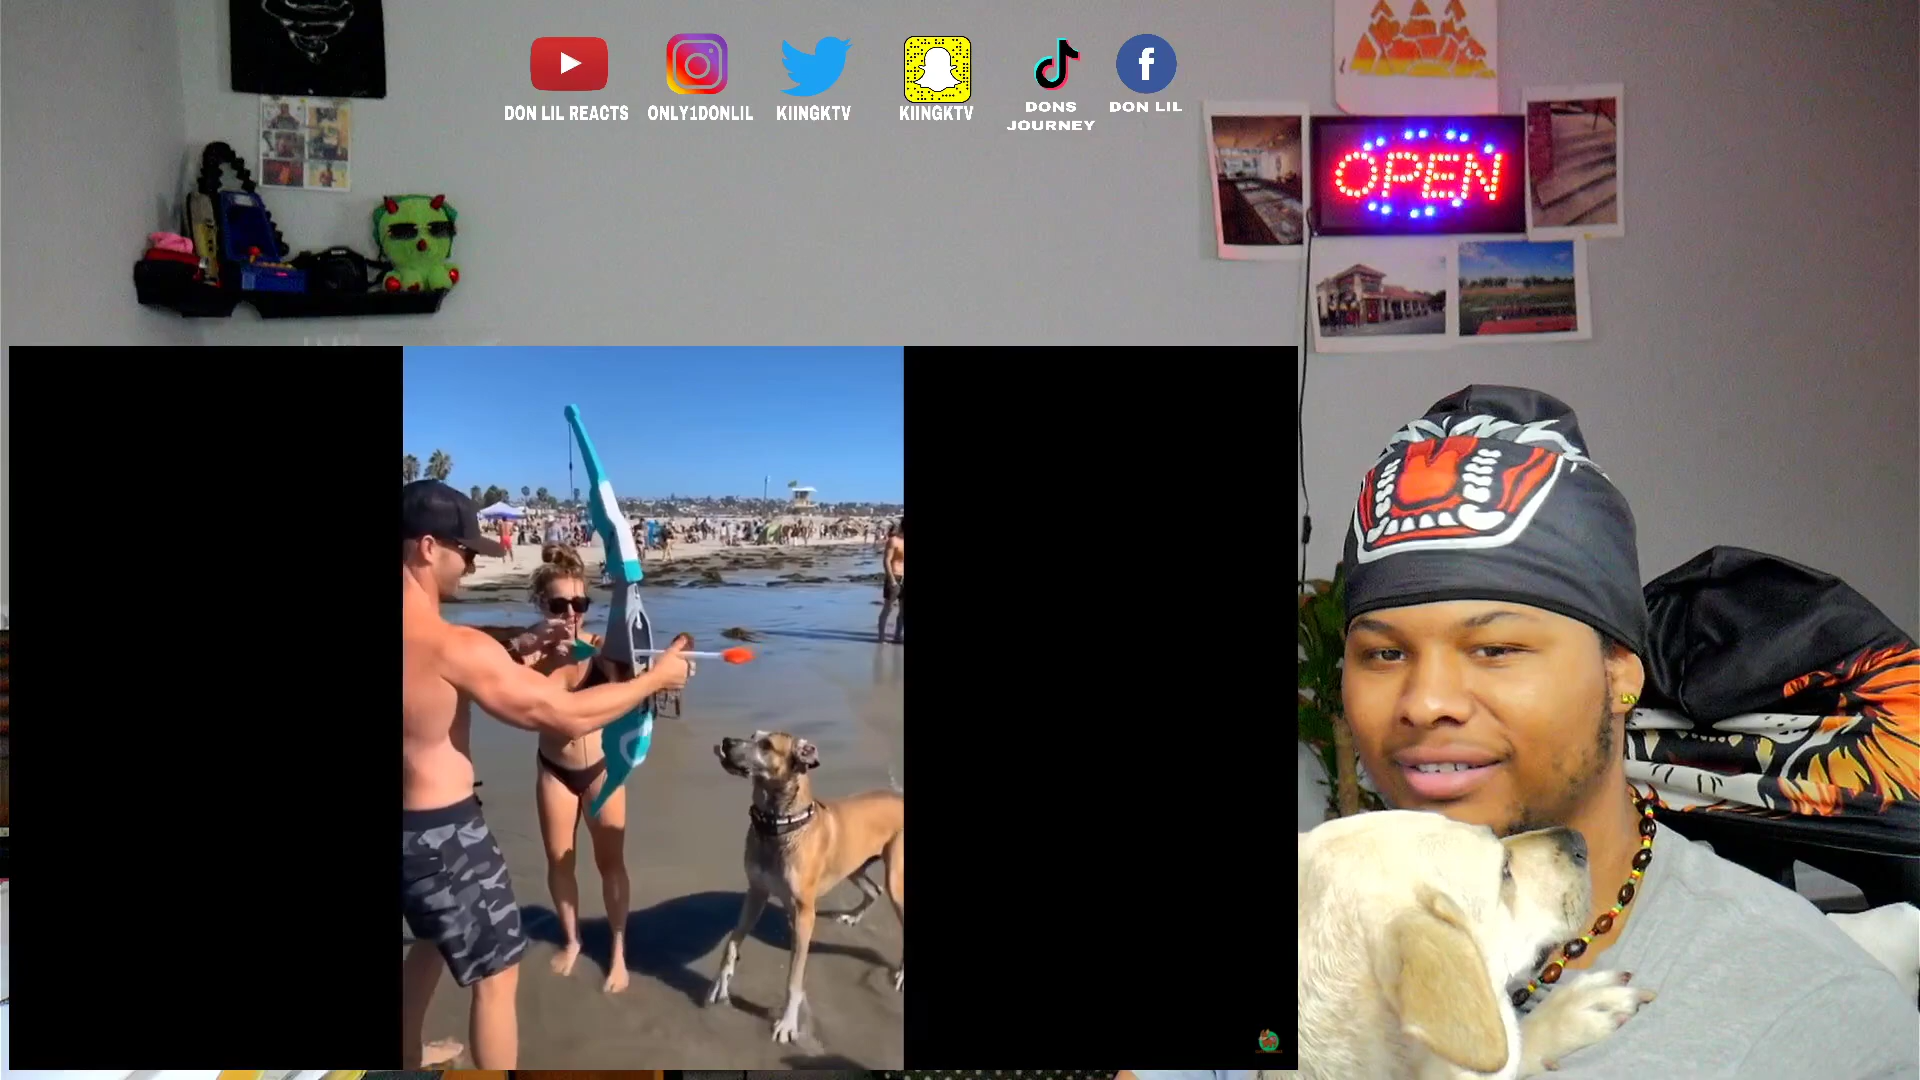 DON LIL REACTS
ONLY1DONLIL
KIINGKTV
KIINGKTV
DONS
JOURNEY
DON LIL
OPEN